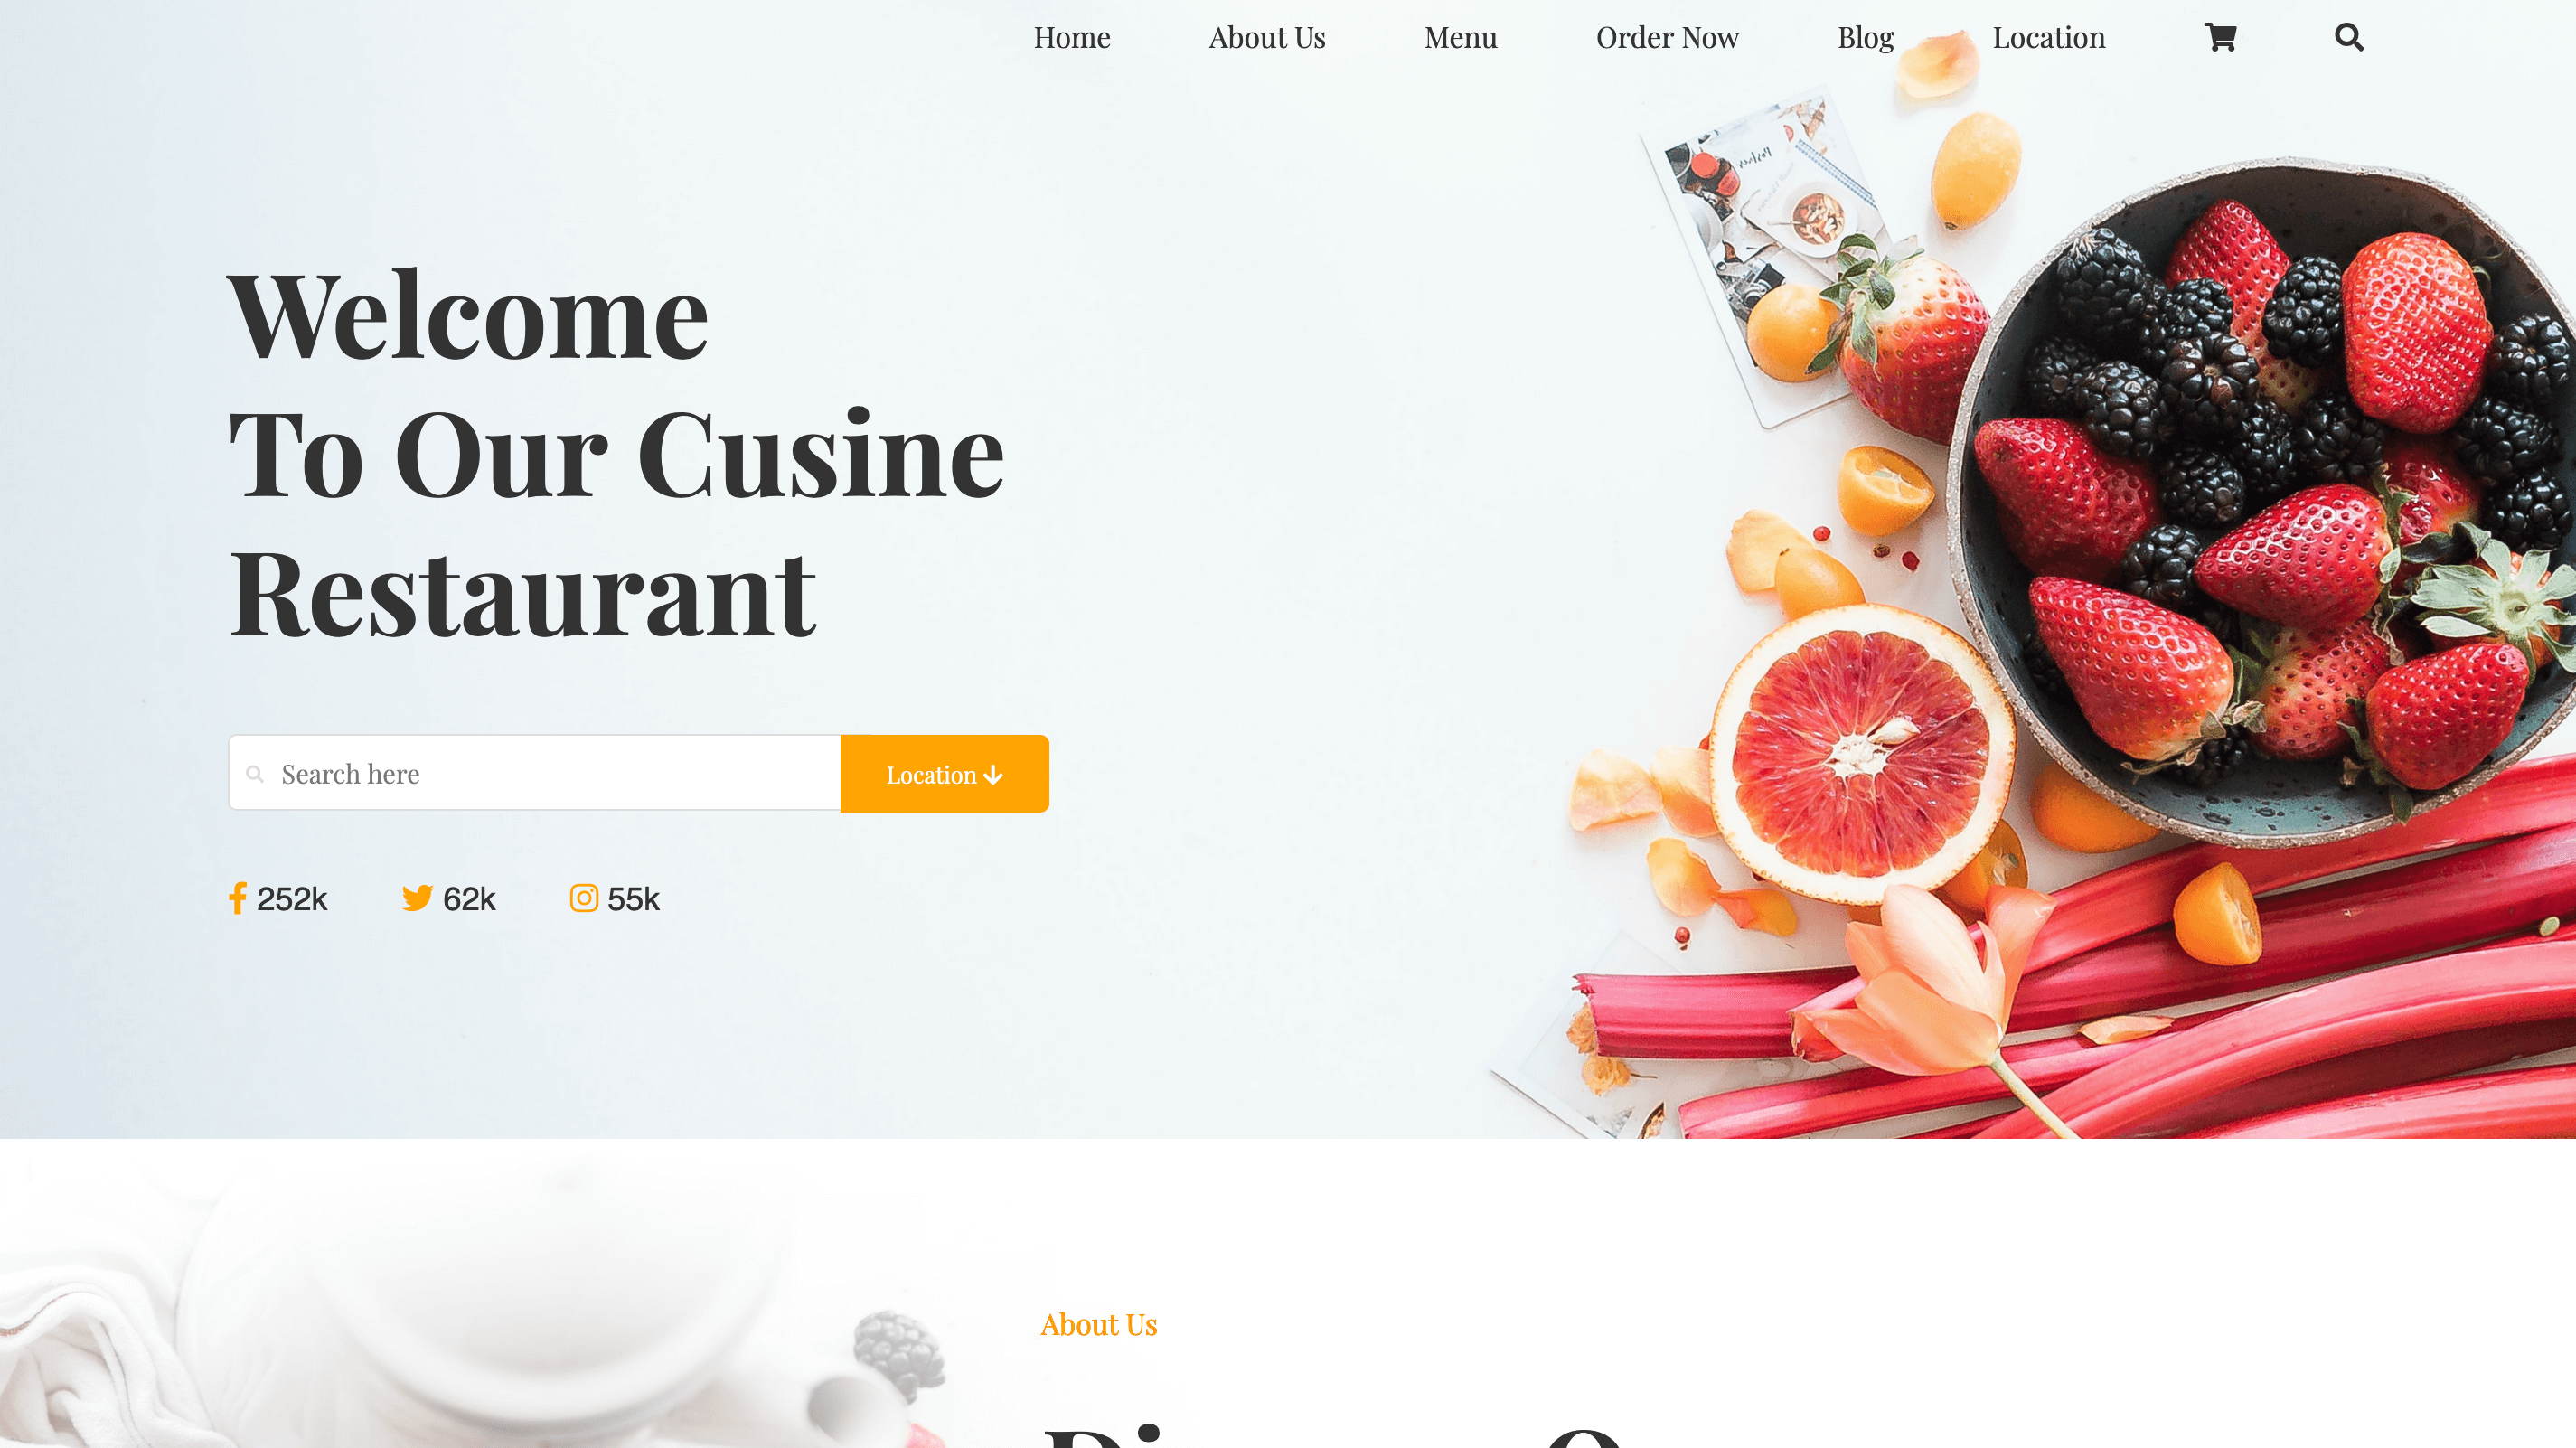 Home About Us Menu Order Now Blog Location
Welcome
To Our Cusine
Restaurant
Search here
Location
252k 62k 55k
About Us